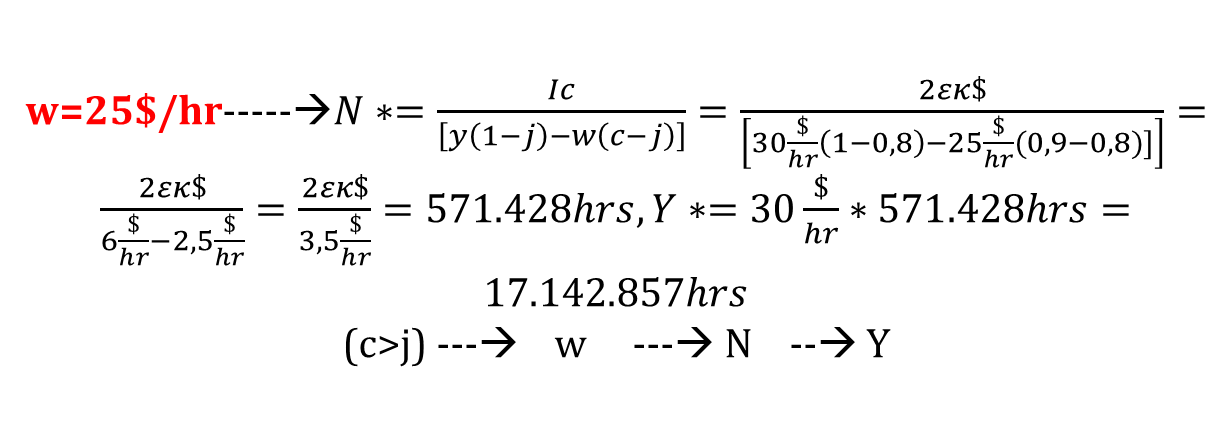 w=25$/hr-----→N ∗= Ic/[y(1−j)−w(c−j)] = 2εκ$/[30 $/hr (1−0,8)−25 $/hr (0,9−0,8)]] =
2εκ$/(6 $/hr −2,5 $/hr) = 2εκ$/(3,5 $/hr) = 571.428hrs, Y ∗= 30 $/hr ∗ 571.428hrs =
17.142.857hrs
(c>j) ---→ w ---→ N --→ Y